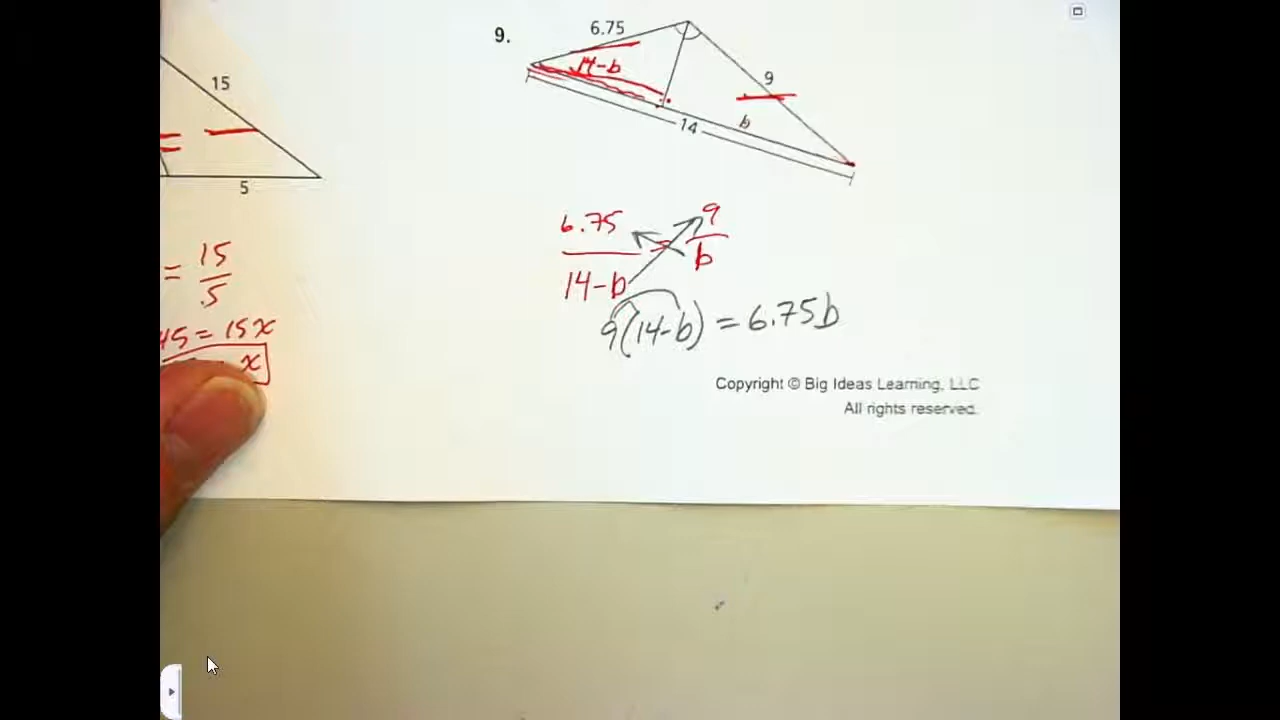 9.
6.75
14-b
9
b
14
15
5
6.75 / 14-b = 9 / b
9(14-b) = 6.75b
= 15 / 5
45 = 15x
x
Copyright © Big Ideas Learning, LLC
All rights reserved.